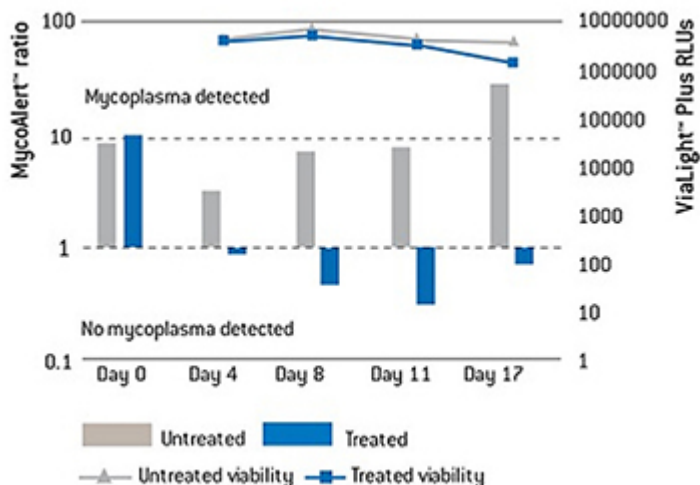 MycoAlert™ ratio
100
10
1
0.1
Mycoplasma detected
No mycoplasma detected
10000000
1000000
100000
10000
1000
100
10
1
ViaLight™ Plus RLUs
Day 0 Day 4 Day 8 Day 11 Day 17
Untreated Treated
Untreated viability Treated viability